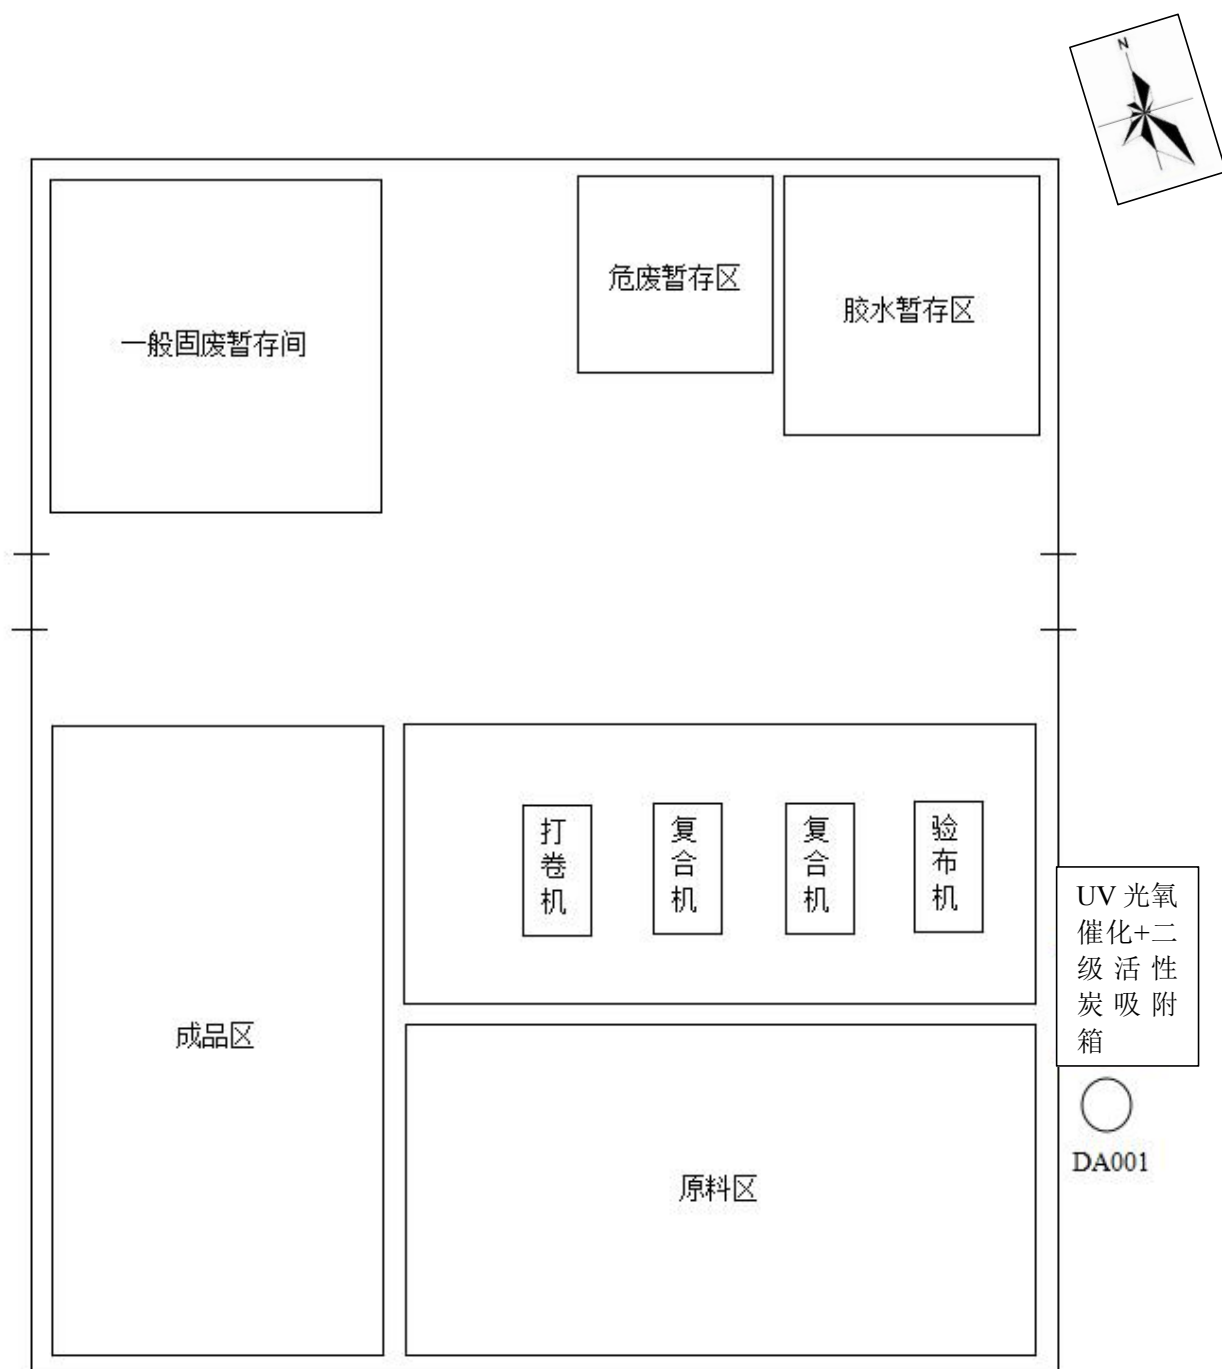 N
危废暂存区
胶水暂存区
一般固废暂存间
打
卷
机
复
合
机
复
合
机
验
布
机
UV 光氧
催化+二
级活性
炭吸附
箱
成品区
DA001
原料区